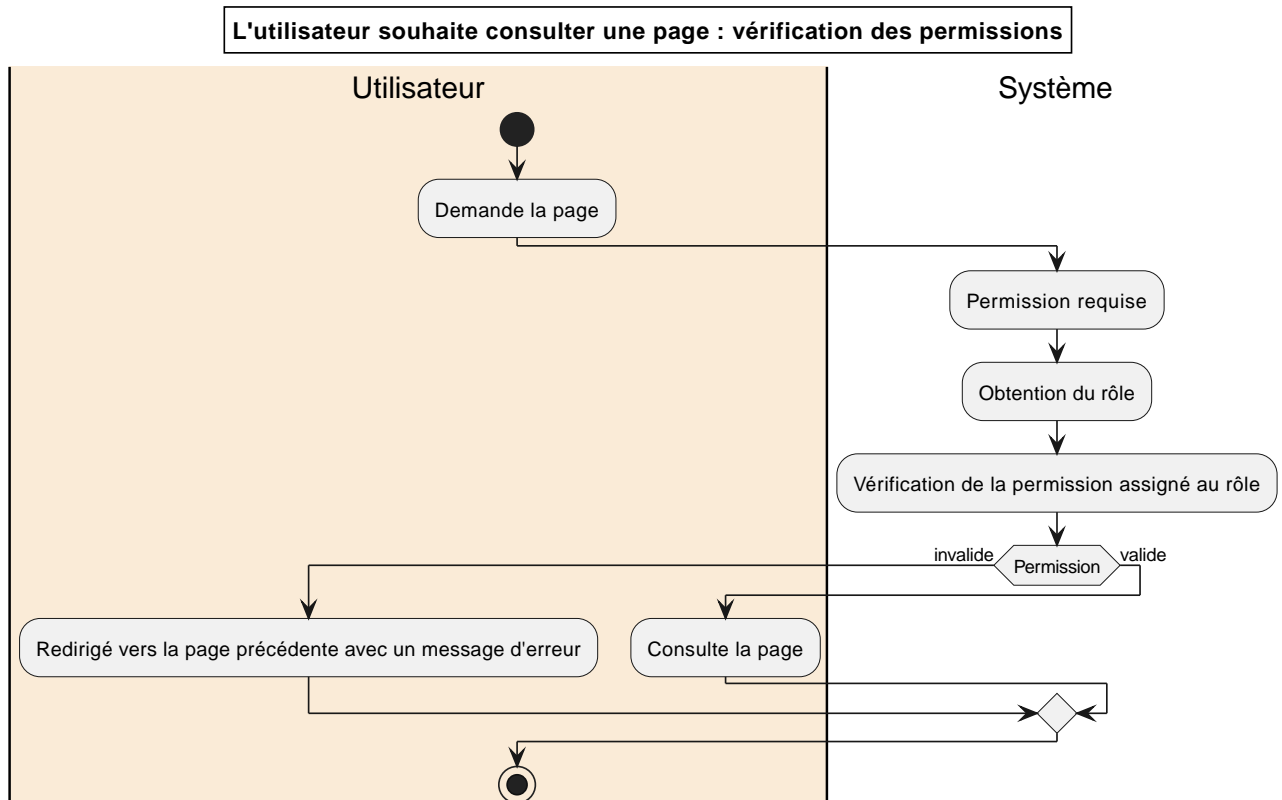 L'utilisateur souhaite consulter une page : vérification des permissions
Utilisateur
Système
Demande la page
Permission requise
Obtention du rôle
Vérification de la permission assigné au rôle
invalide
Permission
valide
Redirigé vers la page précédente avec un message d'erreur
Consulte la page